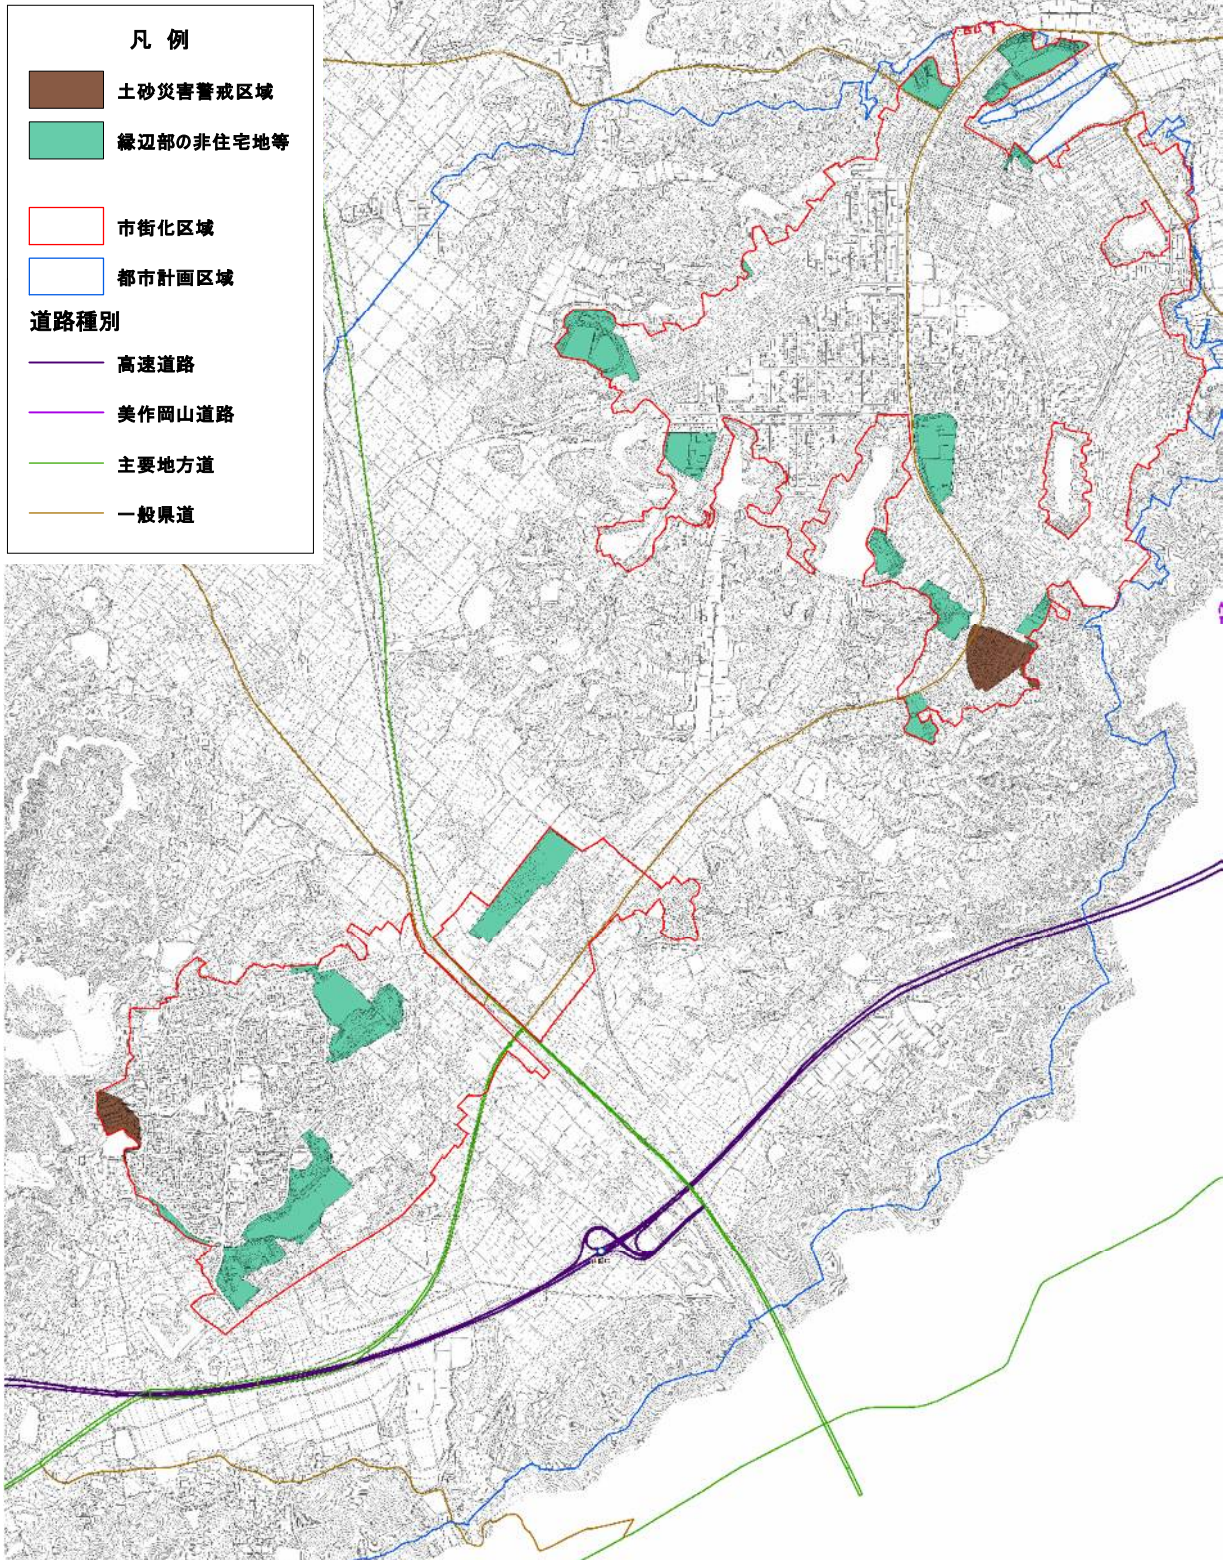 凡 例
土砂災害警戒区域
縁辺部の非住宅地等
市街化区域
都市計画区域
道路種別
高速道路
美作岡山道路
主要地方道
一般県道